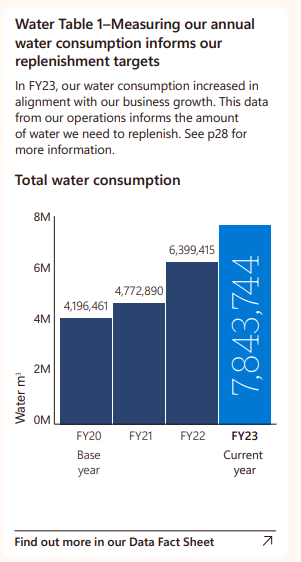 Water Table 1–Measuring our annual
water consumption informs our
replenishment targets
In FY23, our water consumption increased in
alignment with our business growth. This data
from our operations informs the amount
of water we need to replenish. See p28 for
more information.
Total water consumption
8M
6M
4M
2M
0M
Water m³
4,196,461
4,772,890
6,399,415
7,843,744
FY20 FY21 FY22 FY23
Base Current
year year
Find out more in our Data Fact Sheet